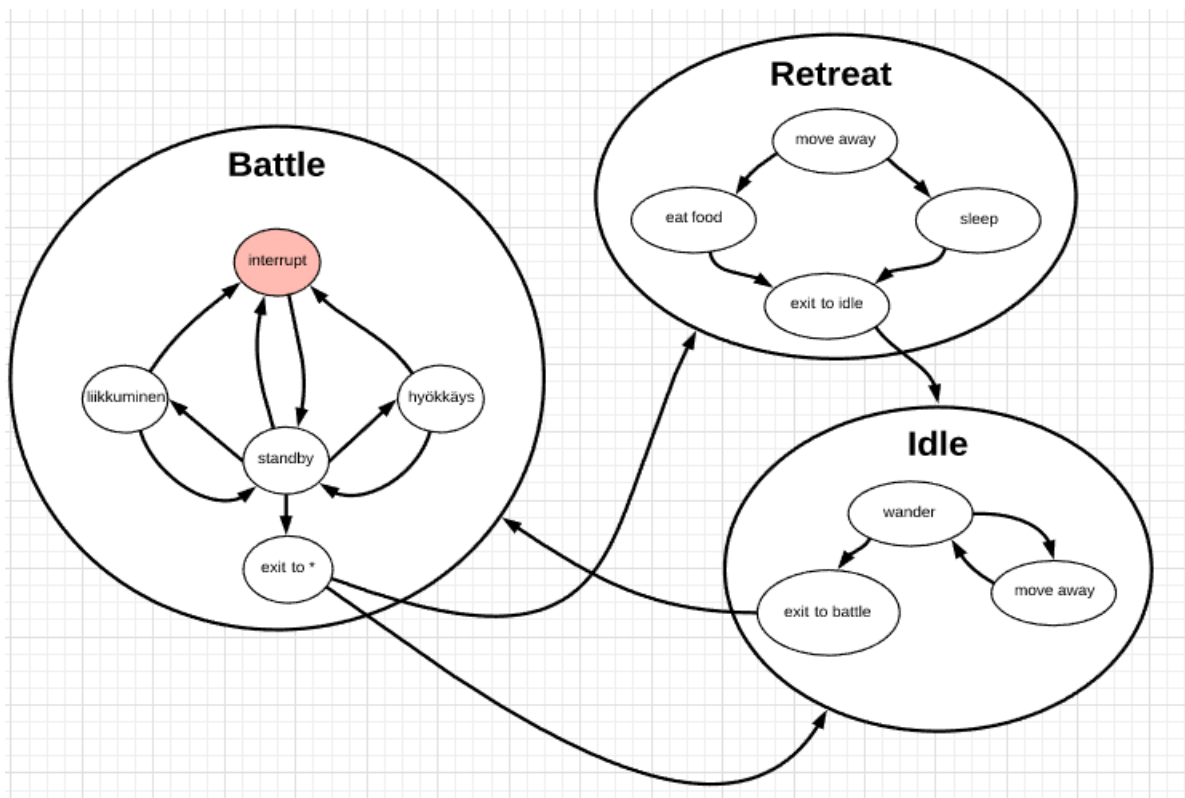 Battle
interrupt
liikkuminen
hyökkäys
standby
exit to *
Retreat
move away
eat food
sleep
exit to idle
Idle
wander
move away
exit to battle